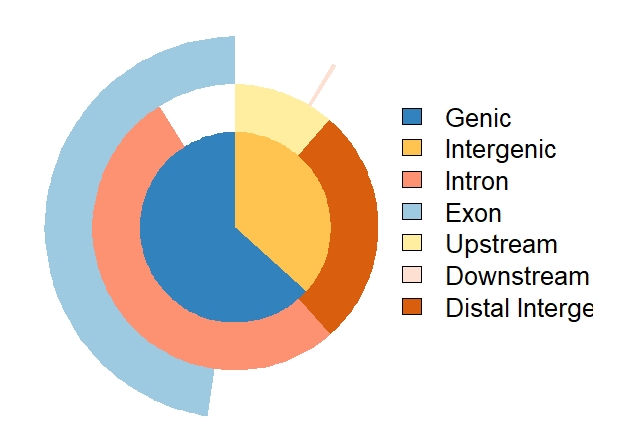 Genic
Intergenic
Intron
Exon
Upstream
Downstream
Distal Interge